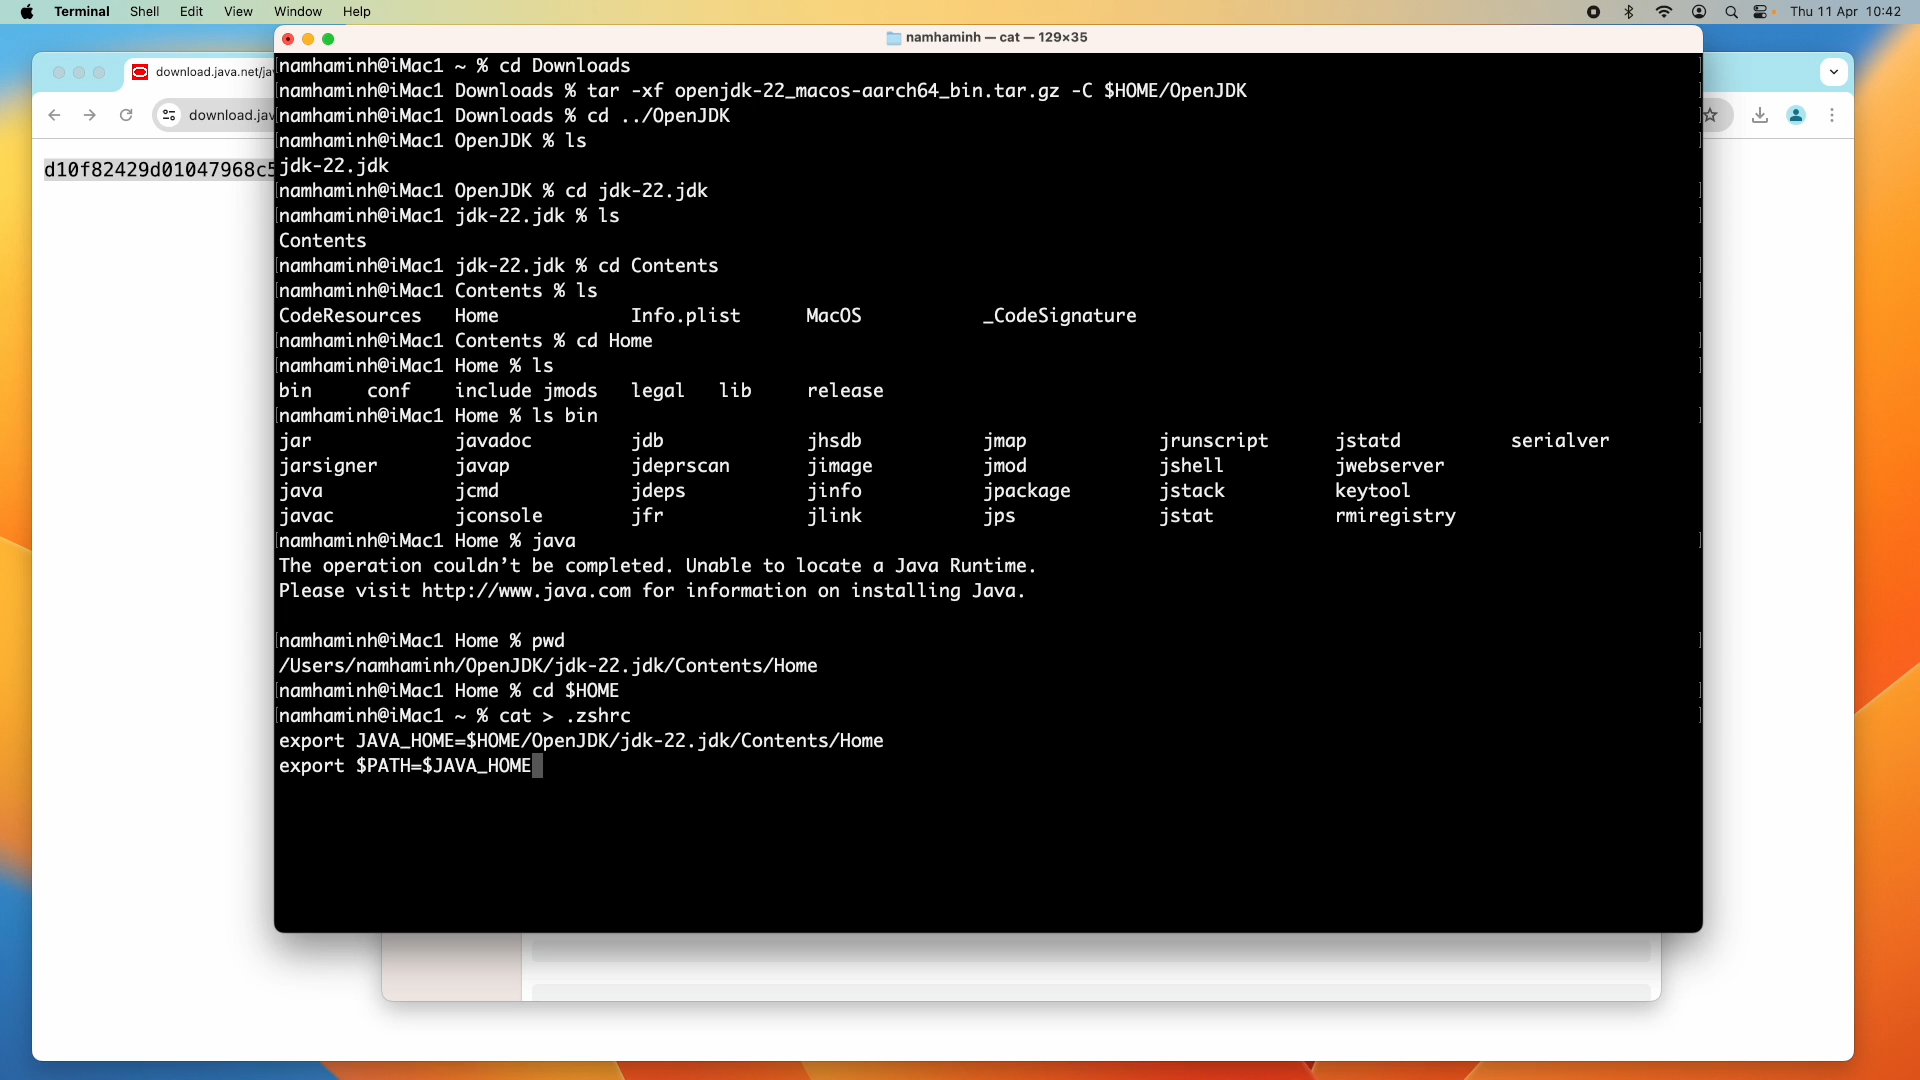 Terminal Shell Edit View Window Help Thu 11 Apr 10:42
namhaminh — cat — 129×35
download.java.net/jav
download.jav
d10f82429d01047968c5
namhaminh@iMac1 ~ % cd Downloads
namhaminh@iMac1 Downloads % tar -xf openjdk-22_macos-aarch64_bin.tar.gz -C $HOME/OpenJDK
namhaminh@iMac1 Downloads % cd ../OpenJDK
namhaminh@iMac1 OpenJDK % ls
jdk-22.jdk
namhaminh@iMac1 OpenJDK % cd jdk-22.jdk
namhaminh@iMac1 jdk-22.jdk % ls
Contents
namhaminh@iMac1 jdk-22.jdk % cd Contents
namhaminh@iMac1 Contents % ls
CodeResources Home Info.plist MacOS _CodeSignature
namhaminh@iMac1 Contents % cd Home
namhaminh@iMac1 Home % ls
bin conf include jmods legal lib release
namhaminh@iMac1 Home % ls bin
jar javadoc jdb jhsdb jmap jrunscript jstatd serialver
jarsigner javap jdeprscan jimage jmod jshell jwebserver
java jcmd jdeps jinfo jpackage jstack keytool
javac jconsole jfr jlink jps jstat rmiregistry
namhaminh@iMac1 Home % java
The operation couldn’t be completed. Unable to locate a Java Runtime.
Please visit http://www.java.com for information on installing Java.
namhaminh@iMac1 Home % pwd
/Users/namhaminh/OpenJDK/jdk-22.jdk/Contents/Home
namhaminh@iMac1 Home % cd $HOME
namhaminh@iMac1 ~ % cat > .zshrc
export JAVA_HOME=$HOME/OpenJDK/jdk-22.jdk/Contents/Home
export $PATH=$JAVA_HOME